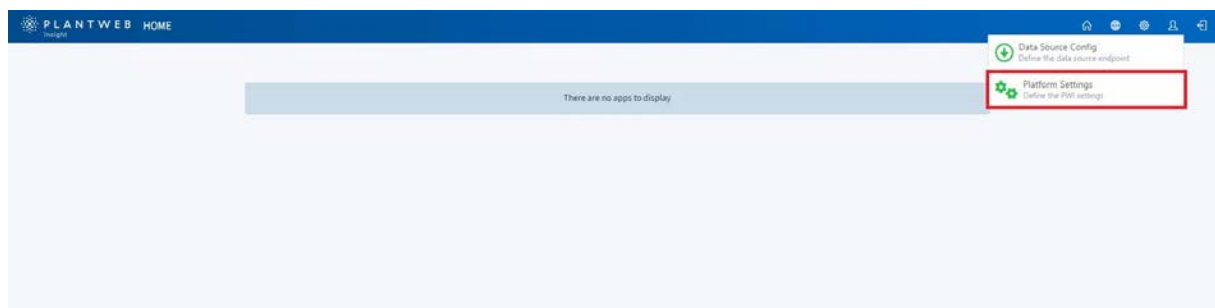 PLANTWEB HOME
Insight
Data Source Config
Define the data source endpoint
There are no apps to display
Platform Settings
Define the PWI settings